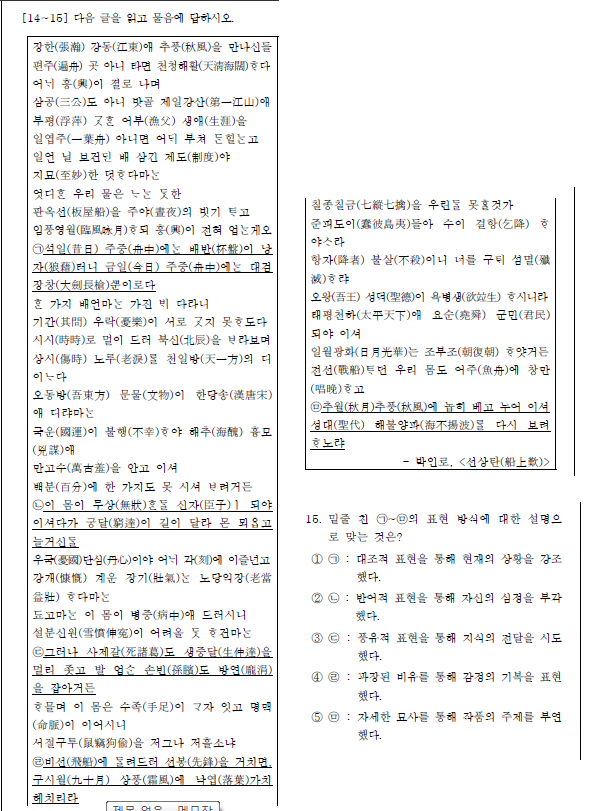 [14~15] 다음 글을 읽고 물음에 답하시오.
장한(張瀚) 강동(江東)애 추풍(秋風)을 만나신들
편주(遍舟) 곳 아니 타면 천청해활(天淸海闊)ᄒᆞ다
어ᄂᆡ 흥(興)이 절로 나며
삼공(三公)도 아니 밧골 제일강산(第一江山)애
부평(浮萍) ᄀᆞᆺᄒᆞᆫ 어부(漁父) 생애(生涯)을
일엽주(一葉舟) 아니면 어ᄃᆡ 부쳐 ᄃᆞᆫ힐ᄂᆞᆫ고
일언 닐 보건ᄃᆡᆫ 배 삼긴 제도(制度)야
지묘(至妙)한 덧ᄒᆞ다마ᄂᆞᆫ
엇디ᄒᆞᆫ 우리 물은 ᄂᆞᄂᆞᆫ ᄃᆞᆺᄒᆞᆫ
판옥선(板屋船)을 주야(晝夜)의 빗기 ᄐᆞ고
임풍영월(臨風咏月)ᄒᆞ되 흥(興)이 전혀 업ᄂᆞᆫ게오
㉠석일(昔日) 주중(舟中)에ᄂᆞᆫ 배반(杯盤)이 낭
자(狼藉)터니 금일(今日) 주중(舟中)에ᄂᆞᆫ 대검
장창(大劍長槍)ᄲᅮᆫ이로다
ᄒᆞᆫ 가지 배언마ᄂᆞᆫ 가진 ᄇᆡ 다라니
기간(其間) 우락(憂樂)이 서로 ᄀᆞᆺ지 못ᄒᆞ도다
시시(時時)로 멀이 드러 북신(北辰)을 ᄇᆞ라보며
상시(傷時) 노루(老淚)를 천일방(天一方)의 디
이ᄂᆞ다
오동방(吾東方) 문물(文物)이 한당송(漢唐宋)
애 디랴마ᄂᆞᆫ
국운(國運)이 불행(不幸)ᄒᆞ야 해추(海醜) 흉모
(兇謀)애
만고수(萬古羞)을 안고 이셔
백분(百分)에 한 가지도 못 시셔 ᄇᆞ려거든
㉡이 몸이 무상(無狀)ᄒᆞᆫᄃᆞᆯ 신자(臣子)ㅣ 되야
이셔다가 궁달(窮達)이 길이 달라 몬 뫼ᄋᆞᆸ고
늘거신ᄃᆞᆯ
우국(憂國)단심(丹心)이야 어ᄂᆡ 각(刻)에 이즐넌고
강개(慷慨) 계운 장기(壯氣)ᄂᆞᆫ 노당익장(老當
益壯) ᄒᆞ다마ᄂᆞᆫ
됴고마ᄂᆞᆫ 이 몸이 병중(病中)애 드러시니
설분신원(雪憤伸冤)이 어려올 ᄃᆞᆺ ᄒᆞ건마ᄂᆞᆫ
㉢그러나 사제갈(死諸葛)도 생중달(生仲達)을
멀리 좃고 발 업슨 손빈(孫臏)도 방연(龐涓)
을 잡아거든
ᄒᆞ믈며 이 몸은 수족(手足)이 ᄀᆞ자 잇고 명맥
(命脈)이 이어시니
서절구투(鼠竊狗偸)을 저그나 저흘소냐
㉣비선(飛船)에 ᄃᆞᆯ려드러 선봉(先鋒)을 거치면,
구시월(九十月) 상풍(霜風)에 낙엽(落葉)가치
헤치리라
칠종칠금(七縱七擒)을 우린ᄃᆞᆯ 못ᄒᆞᆯ것가
준피도이(蠢彼島夷)들아 수이 걸항(乞降) ᄒᆞ
야ᄉᆞ라
항자(降者) 불살(不殺)이니 너를 구ᄐᆡ 섬멸(殲
滅)ᄒᆞ랴
오왕(吾王) 성덕(聖德)이 욕병생(欲竝生) ᄒᆞ시니라
태평천하(太平天下)애 요순(堯舜) 군민(君民)
되야 이셔
일월광화(日月光華)ᄂᆞᆫ 조부조(朝復朝) ᄒᆞ얏거든
전선(戰船)ᄐᆞ던 우리 몸도 어주(魚舟)에 창만
(唱晩)ᄒᆞ고
㉤추월(秋月)추풍(秋風)에 놉히 베고 누어 이셔
성대(聖代) 해불양파(海不揚波)를 다시 보려
ᄒᆞ노랴
- 박인로, <선상탄(船上歎)>
15. 밑줄 친 ㉠~㉤의 표현 방식에 대한 설명으
로 맞는 것은?
① ㉠ : 대조적 표현을 통해 현재의 상황을 강조
했다.
② ㉡ : 반어적 표현을 통해 자신의 심경을 부각
했다.
③ ㉢ : 풍유적 표현을 통해 지식의 전달을 시도
했다.
④ ㉣ : 과장된 비유를 통해 감정의 기복을 표현
했다.
⑤ ㉤ : 자세한 묘사를 통해 작품의 주제를 부연
했다.